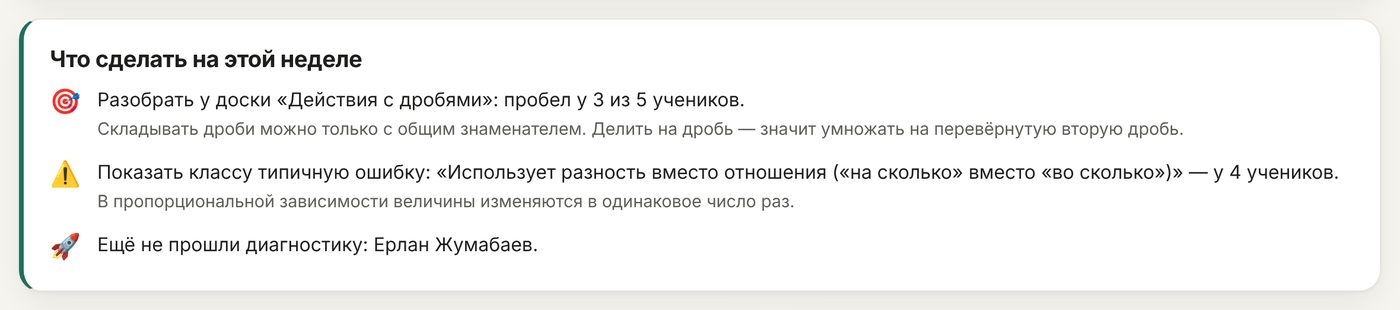 Что сделать на этой неделе
Разобрать у доски «Действия с дробями»: пробел у 3 из 5 учеников.
Складывать дроби можно только с общим знаменателем. Делить на дробь — значит умножать на перевёрнутую вторую дробь.
Показать классу типичную ошибку: «Использует разность вместо отношения («на сколько» вместо «во сколько»)» — у 4 учеников.
В пропорциональной зависимости величины изменяются в одинаковое число раз.
Ещё не прошли диагностику: Ерлан Жумабаев.